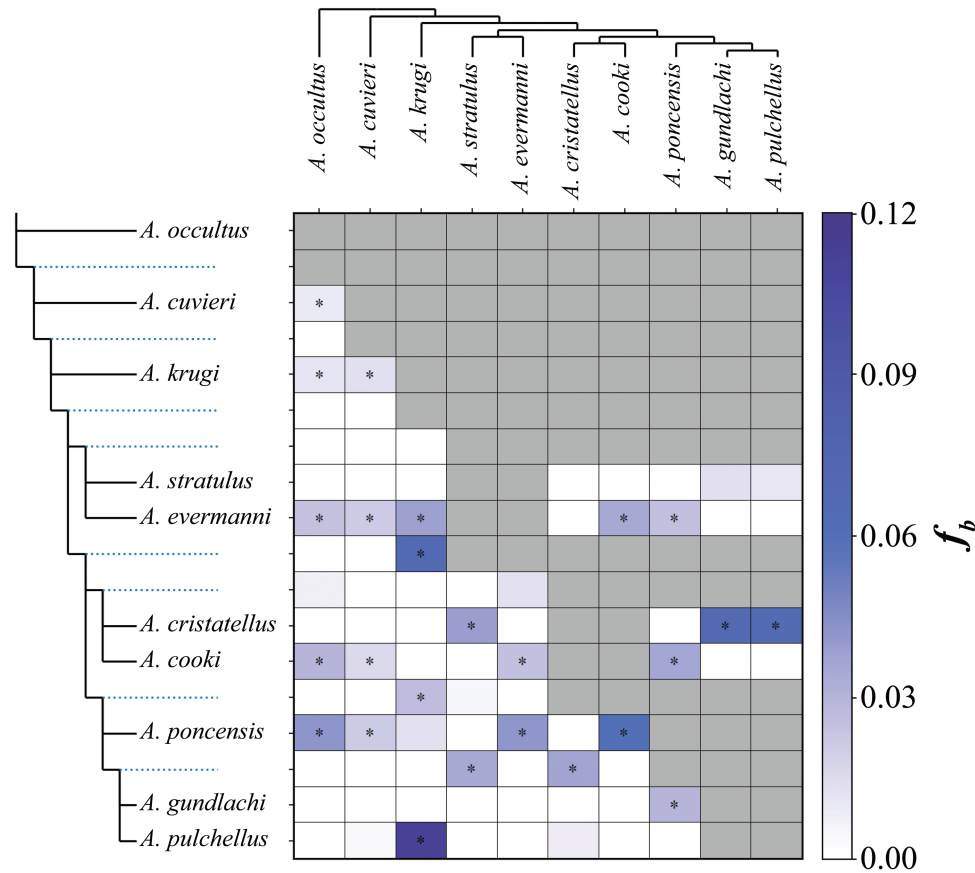 A. occultus
A. cuvieri
A. krugi
A. stratulus
A. evermanni
A. cristatellus
A. cooki
A. poncensis
A. gundlachi
A. pulchellus
A. occultus
A. cuvieri
* 
A. krugi
* *
A. stratulus
A. evermanni
* * * * *
*
A. cristatellus
* * *
A. cooki
* * * *
*
A. poncensis
* * * *
* *
A. gundlachi
*
A. pulchellus
*
0.12
0.09
0.06
0.03
0.00
f_b